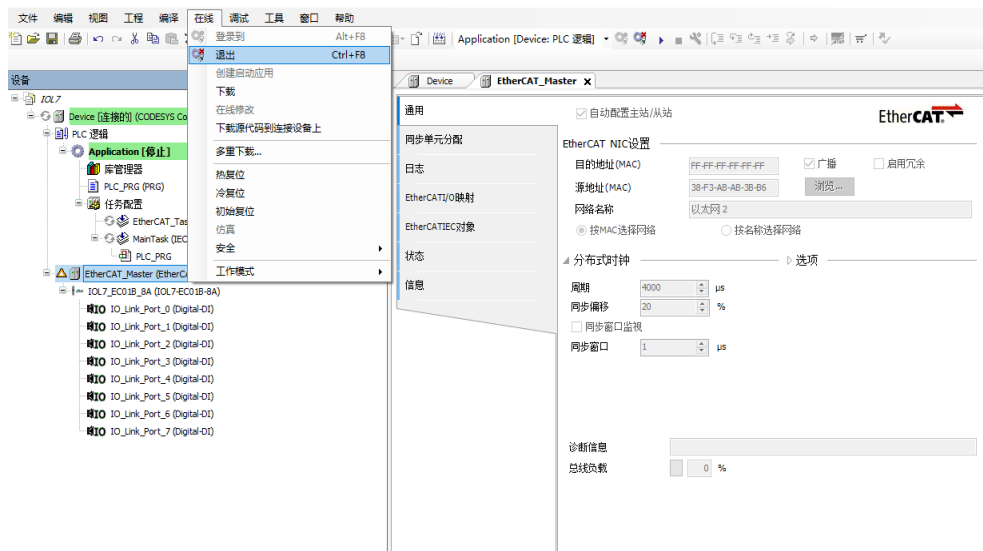 文件 编辑 视图 工程 编译 在线 调试 工具 窗口 帮助
Application [Device: PLC 逻辑]
登录到 Alt+F8
退出 Ctrl+F8
创建启动应用
下载
在线修改
下载源代码到连接设备上
多重下载...
热复位
冷复位
初始复位
仿真
安全
工作模式
设备
IOL7
Device [连接的] (CODESYS Co
PLC 逻辑
Application [停止]
库管理器
PLC_PRG (PRG)
任务配置
EtherCAT_Tas
MainTask (IEC
PLC_PRG
EtherCAT_Master (EtherCA
IOL7_EC01B_8A (IOL7-EC01B-8A)
IO_Link_Port_0 (Digital-DI)
IO_Link_Port_1 (Digital-DI)
IO_Link_Port_2 (Digital-DI)
IO_Link_Port_3 (Digital-DI)
IO_Link_Port_4 (Digital-DI)
IO_Link_Port_5 (Digital-DI)
IO_Link_Port_6 (Digital-DI)
IO_Link_Port_7 (Digital-DI)
Device EtherCAT_Master
通用
同步单元分配
日志
EtherCATI/O映射
EtherCATIEC对象
状态
信息
自动配置主站/从站
EtherCAT
EtherCAT NIC设置
目的地址(MAC) FF-FF-FF-FF-FF-FF 广播 启用冗余
源地址(MAC) 38-F3-AB-AB-3B-B6 浏览...
网络名称 以太网 2
按MAC选择网络 按名称选择网络
分布式时钟 选项
周期 4000 μs
同步偏移 20 %
同步窗口监视
同步窗口 1 μs
诊断信息
总线负载 0 %